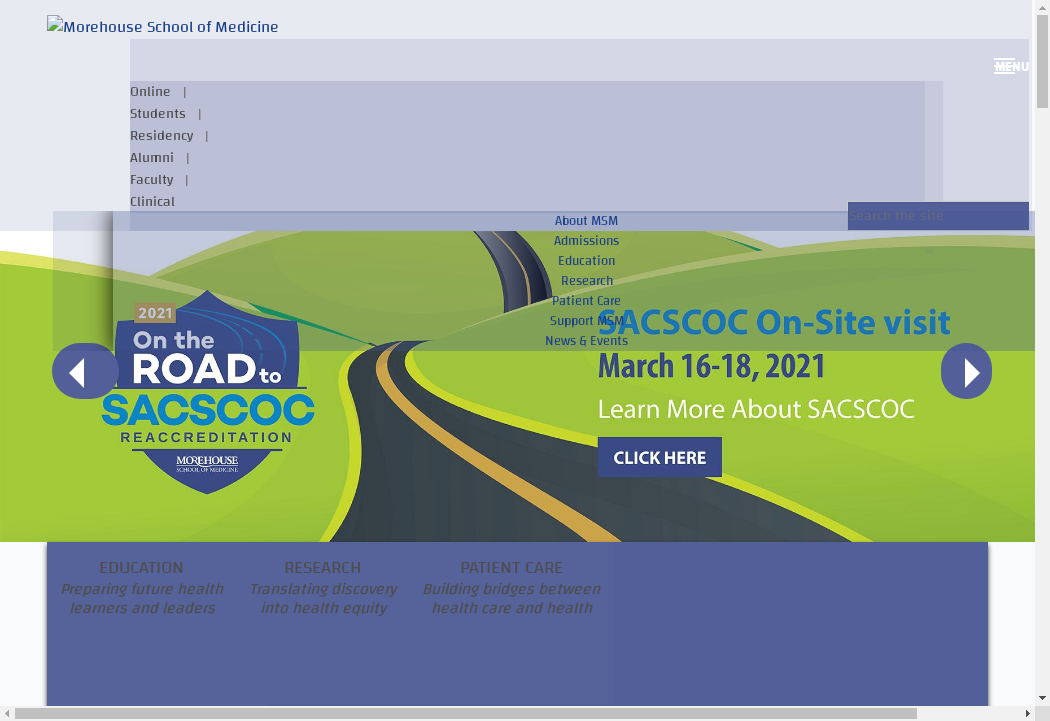 Morehouse School of Medicine
MENU
Online |
Students |
Residency |
Alumni |
Faculty |
Clinical
Search the site
About MSM
Admissions
Education
Research
Patient Care
Support MSM
News & Events
2021
On the
ROAD to
SACSCOC
REACCREDITATION
MOREHOUSE
SCHOOL OF MEDICINE
SACSCOC On-Site visit
March 16-18, 2021
Learn More About SACSCOC
CLICK HERE
EDUCATION
Preparing future health
learners and leaders
RESEARCH
Translating discovery
into health equity
PATIENT CARE
Building bridges between
health care and health